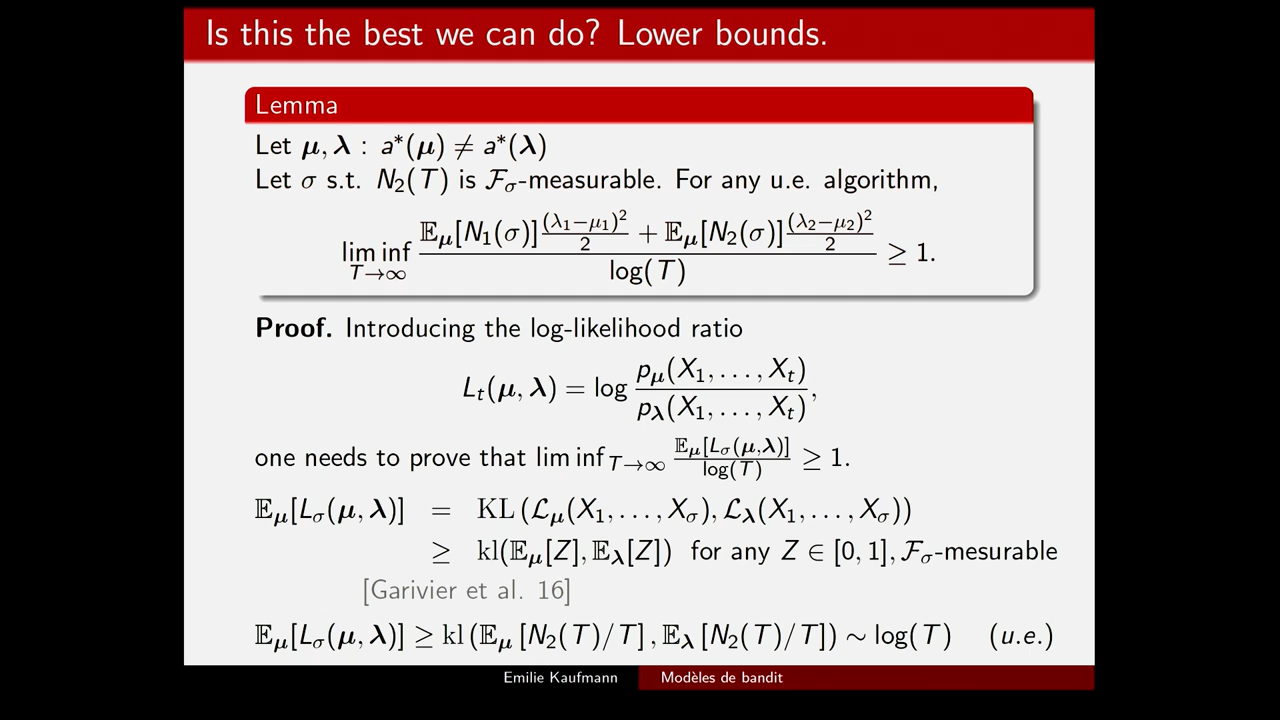 Is this the best we can do? Lower bounds.
Lemma
Let μ, λ : a*(μ) ≠ a*(λ)
Let σ s.t. N₂(T) is ℱ_σ-measurable. For any u.e. algorithm,
lim inf_{T→∞} (𝔼_μ[N₁(σ)] (λ₁−μ₁)²/2 + 𝔼_μ[N₂(σ)] (λ₂−μ₂)²/2) / log(T) ≥ 1.
Proof. Introducing the log-likelihood ratio
L_t(μ, λ) = log p_μ(X₁, . . . , X_t) / p_λ(X₁, . . . , X_t),
one needs to prove that lim inf_{T→∞} 𝔼_μ[L_σ(μ,λ)] / log(T) ≥ 1.
𝔼_μ[L_σ(μ, λ)] = KL (ℒ_μ(X₁, . . . , X_σ), ℒ_λ(X₁, . . . , X_σ))
≥ kl(𝔼_μ[Z], 𝔼_λ[Z]) for any Z ∈ [0, 1], ℱ_σ-mesurable
[Garivier et al. 16]
𝔼_μ[L_σ(μ, λ)] ≥ kl (𝔼_μ [N₂(T)/T] , 𝔼_λ [N₂(T)/T]) ∼ log(T) (u.e.)
Emilie Kaufmann Modèles de bandit